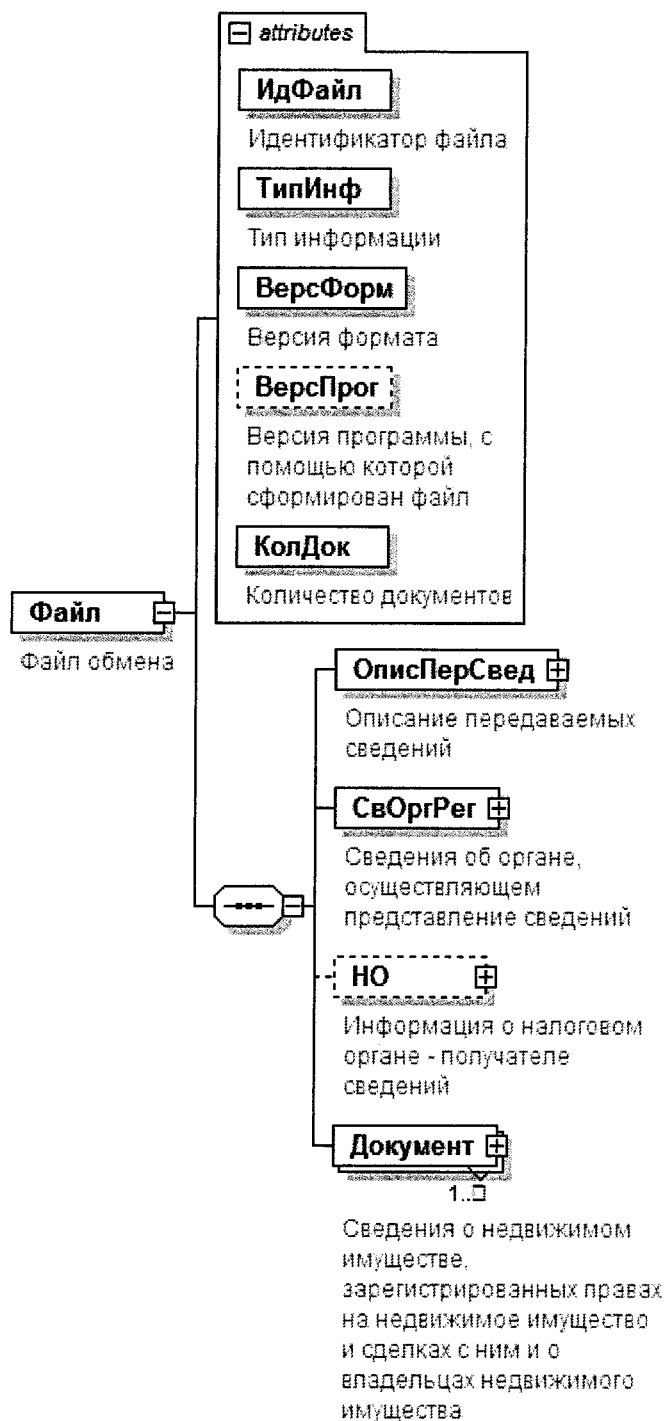 attributes
ИдФайл
Идентификатор файла
ТипИнф
Тип информации
ВерсФорм
Версия формата
ВерсПрог
Версия программы, с
помощью которой
сформирован файл
КолДок
Количество документов
Файл
Файл обмена
ОписПерСвед
Описание передаваемых
сведений
СвОргРег
Сведения об органе,
осуществляющем
представление сведений
НО
Информация о налоговом
органе - получателе
сведений
Документ
1..
Сведения о недвижимом
имуществе,
зарегистрированных правах
на недвижимое имущество
и сделках с ним и о
владельцах недвижимого
имущества